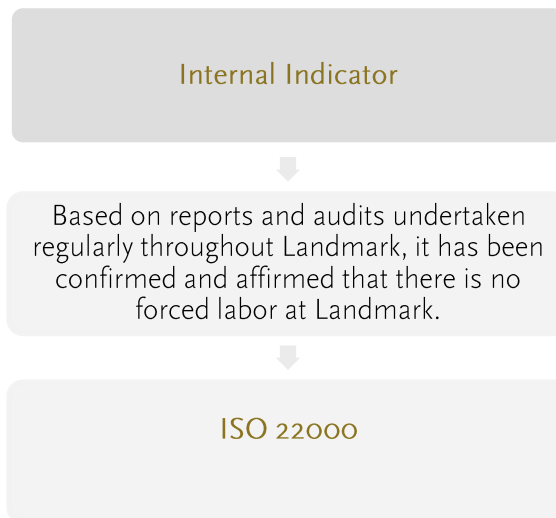 Internal Indicator
Based on reports and audits undertaken
regularly throughout Landmark, it has been
confirmed and affirmed that there is no
forced labor at Landmark.
ISO 22000